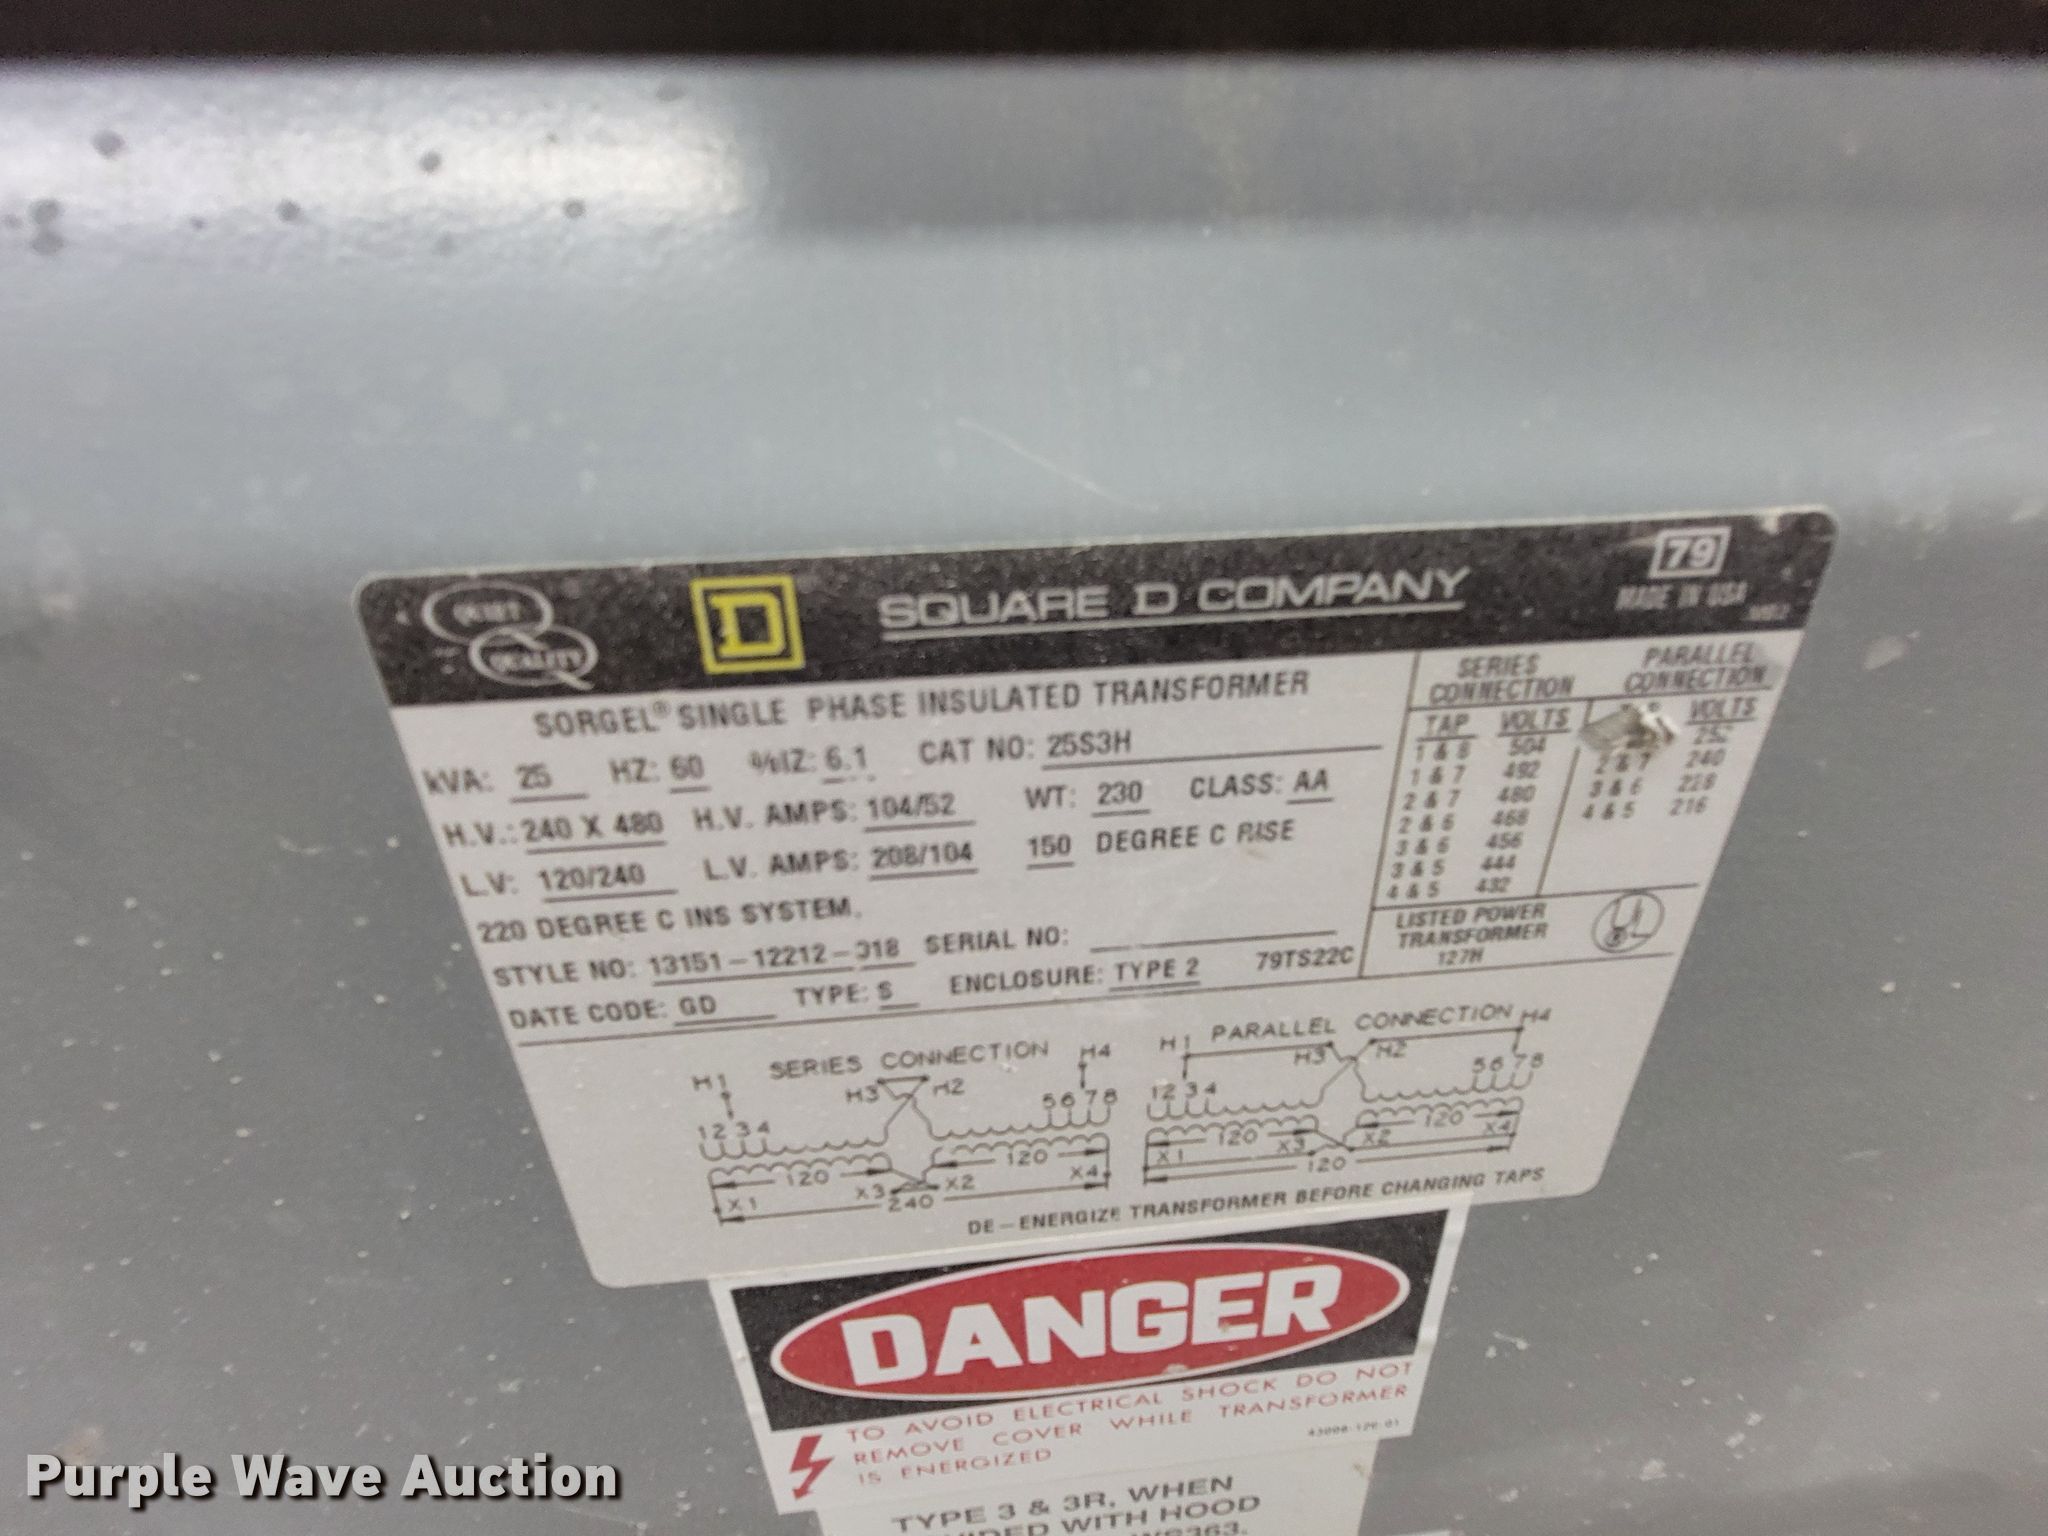 QUIET
QUALITY
D
SQUARE D COMPANY
79
MADE IN USA
SORGEL® SINGLE PHASE INSULATED TRANSFORMER
kVA: 25 HZ: 60 %IZ: 6.1 CAT NO: 25S3H
H.V.: 240 X 480 H.V. AMPS: 104/52 WT: 230 CLASS: AA
L.V: 120/240 L.V. AMPS: 208/104 150 DEGREE C RISE
220 DEGREE C INS SYSTEM.
STYLE NO: 13151-12212-318 SERIAL NO:
DATE CODE: GD TYPE: S ENCLOSURE: TYPE 2 79TS22C
SERIES CONNECTION
TAP VOLTS
1 & 8 504
1 & 7 492
2 & 7 480
2 & 6 468
3 & 6 456
3 & 5 444
4 & 5 432
PARALLEL CONNECTION
VOLTS
252
2 & 7 240
3 & 6 228
4 & 5 216
LISTED POWER
TRANSFORMER
127H
UL
SERIES CONNECTION
H1 H3 H2 H4
1 2 3 4 5 6 7 8
120 120
X1 X3 X2 X4
240
PARALLEL CONNECTION
H1 H3 H2 H4
1 2 3 4 5 6 7 8
120 120
X1 X3 X2 X4
120
DE-ENERGIZE TRANSFORMER BEFORE CHANGING TAPS
DANGER
TO AVOID ELECTRICAL SHOCK DO NOT
REMOVE COVER WHILE TRANSFORMER
IS ENERGIZED
TYPE 3 & 3R, WHEN
WITH HOOD
Purple Wave Auction